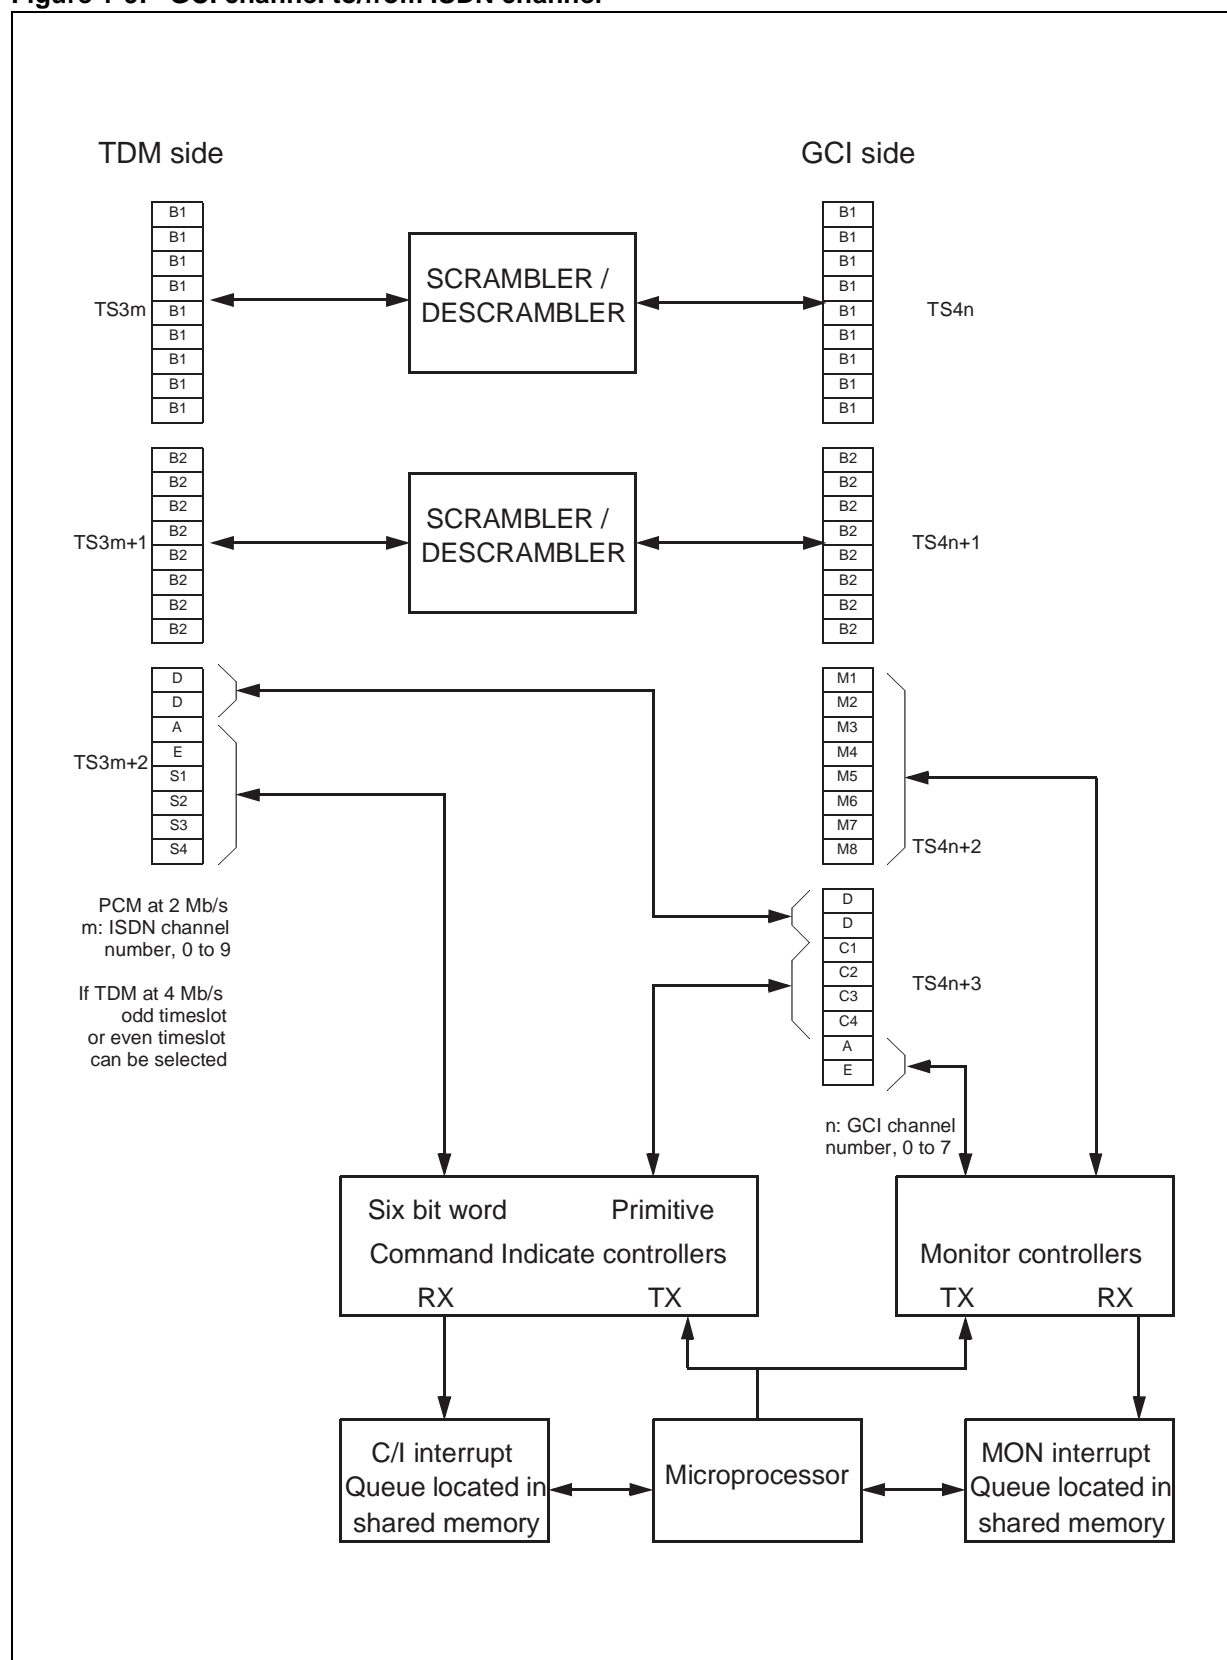 TDM side
GCI side
B1
B1
B1
B1
B1
B1
B1
B1
B1
TS3m
SCRAMBLER /
DESCRAMBLER
B1
B1
B1
B1
B1
B1
B1
B1
B1
TS4n
B2
B2
B2
B2
B2
B2
B2
B2
TS3m+1
SCRAMBLER /
DESCRAMBLER
B2
B2
B2
B2
B2
B2
B2
B2
TS4n+1
D
D
A
E
S1
S2
S3
S4
TS3m+2
M1
M2
M3
M4
M5
M6
M7
M8
TS4n+2
PCM at 2 Mb/s
m: ISDN channel
number, 0 to 9
If TDM at 4 Mb/s
odd timeslot
or even timeslot
can be selected
D
D
C1
C2
C3
C4
A
E
TS4n+3
n: GCI channel
number, 0 to 7
Six bit word Primitive
Command Indicate controllers
RX TX
Monitor controllers
TX RX
C/I interrupt
Queue located in
shared memory
Microprocessor
MON interrupt
Queue located in
shared memory